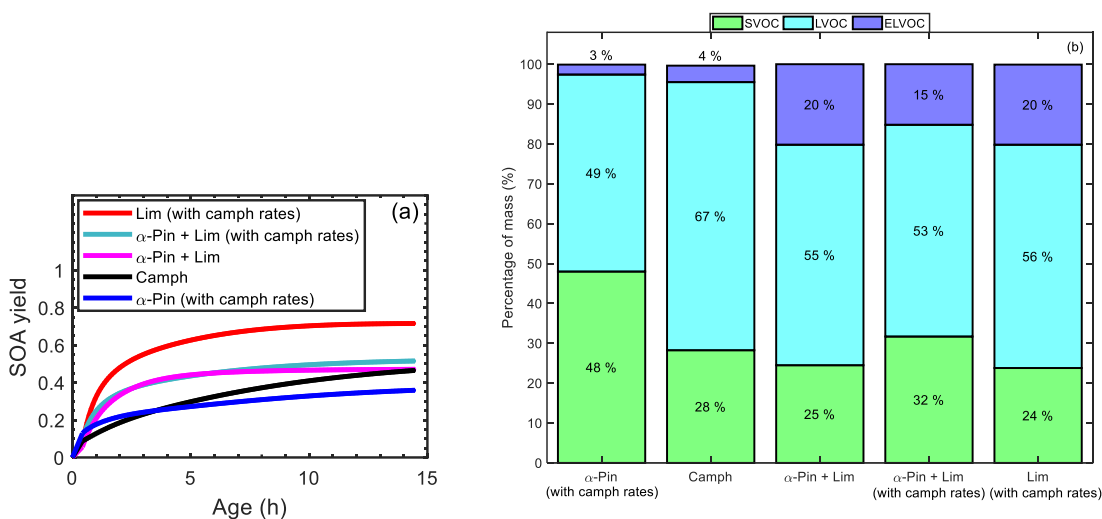 (a)
Lim (with camph rates)
α-Pin + Lim (with camph rates)
α-Pin + Lim
Camph
α-Pin (with camph rates)
1
0.8
0.6
0.4
0.2
0
0 5 10 15
SOA yield
Age (h)
SVOC LVOC ELVOC
(b)
3 % 4 %
20 % 15 % 20 %
49 % 67 % 55 % 53 % 56 %
48 % 28 % 25 % 32 % 24 %
100
90
80
70
60
50
40
30
20
10
0
Percentage of mass (%)
α-Pin
(with camph rates)
Camph
α-Pin + Lim
α-Pin + Lim
(with camph rates)
Lim
(with camph rates)